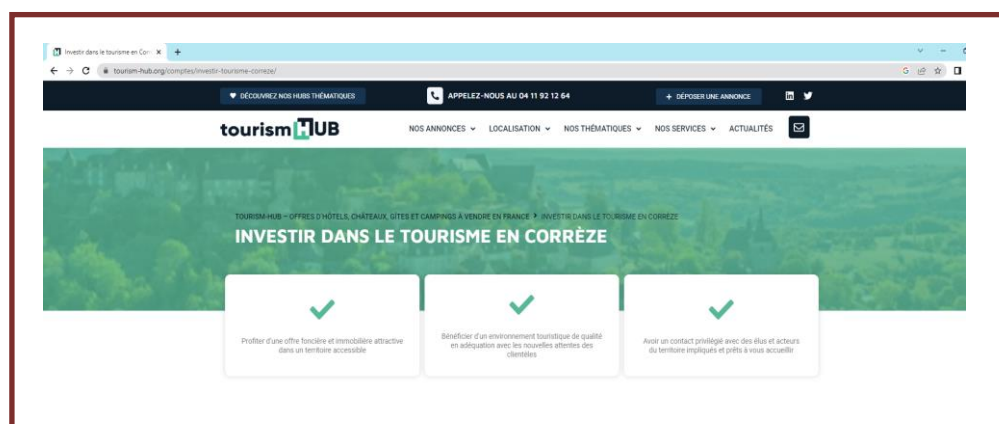 Investir dans le tourisme en Corr
tourism-hub.org/comptes/investir-tourisme-correze/
DÉCOUVREZ NOS HUBS THÉMATIQUES
APPELEZ-NOUS AU 04 11 92 12 64
+ DÉPOSER UNE ANNONCE
tourism HUB
NOS ANNONCES
LOCALISATION
NOS THÉMATIQUES
NOS SERVICES
ACTUALITÉS
TOURISM-HUB – OFFRES D'HÔTELS, CHÂTEAUX, GÎTES ET CAMPINGS À VENDRE EN FRANCE > INVESTIR DANS LE TOURISME EN CORRÈZE
INVESTIR DANS LE TOURISME EN CORRÈZE
Profiter d'une offre foncière et immobilière attractive
dans un territoire accessible
Bénéficier d'un environnement touristique de qualité
en adéquation avec les nouvelles attentes des
clientèles
Avoir un contact privilégié avec des élus et acteurs
du territoire impliqués et prêts à vous accueillir